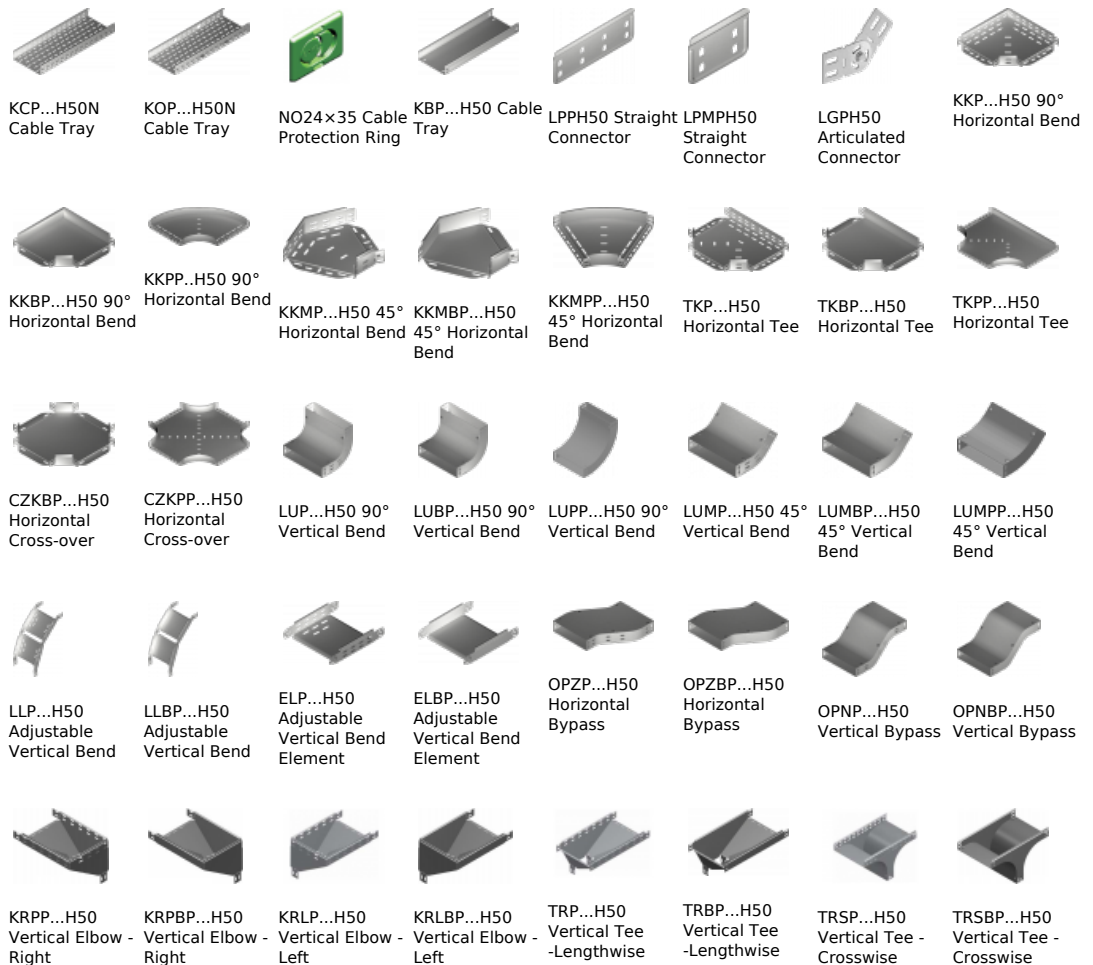 KCP...H50N
Cable Tray
KOP...H50N
Cable Tray
NO24×35 Cable
Protection Ring
KBP...H50 Cable
Tray
LPPH50 Straight
Connector
LPMPH50
Straight
Connector
LGPH50
Articulated
Connector
KKP...H50 90°
Horizontal Bend
KKBP...H50 90°
Horizontal Bend
KKPP..H50 90°
Horizontal Bend
KKMP...H50 45°
Horizontal Bend
KKMBP...H50
45° Horizontal
Bend
KKMPP...H50
45° Horizontal
Bend
TKP...H50
Horizontal Tee
TKBP...H50
Horizontal Tee
TKPP...H50
Horizontal Tee
CZKBP...H50
Horizontal
Cross-over
CZKPP...H50
Horizontal
Cross-over
LUP...H50 90°
Vertical Bend
LUBP...H50 90°
Vertical Bend
LUPP...H50 90°
Vertical Bend
LUMP...H50 45°
Vertical Bend
LUMBP...H50
45° Vertical
Bend
LUMPP...H50
45° Vertical
Bend
LLP...H50
Adjustable
Vertical Bend
LLBP...H50
Adjustable
Vertical Bend
ELP...H50
Adjustable
Vertical Bend
Element
ELBP...H50
Adjustable
Vertical Bend
Element
OPZP...H50
Horizontal
Bypass
OPZBP...H50
Horizontal
Bypass
OPNP...H50
Vertical Bypass
OPNBP...H50
Vertical Bypass
KRPP...H50
Vertical Elbow -
Right
KRPBP...H50
Vertical Elbow -
Right
KRLP...H50
Vertical Elbow -
Left
KRLBP...H50
Vertical Elbow -
Left
TRP...H50
Vertical Tee
-Lengthwise
TRBP...H50
Vertical Tee
-Lengthwise
TRSP...H50
Vertical Tee -
Crosswise
TRSBP...H50
Vertical Tee -
Crosswise